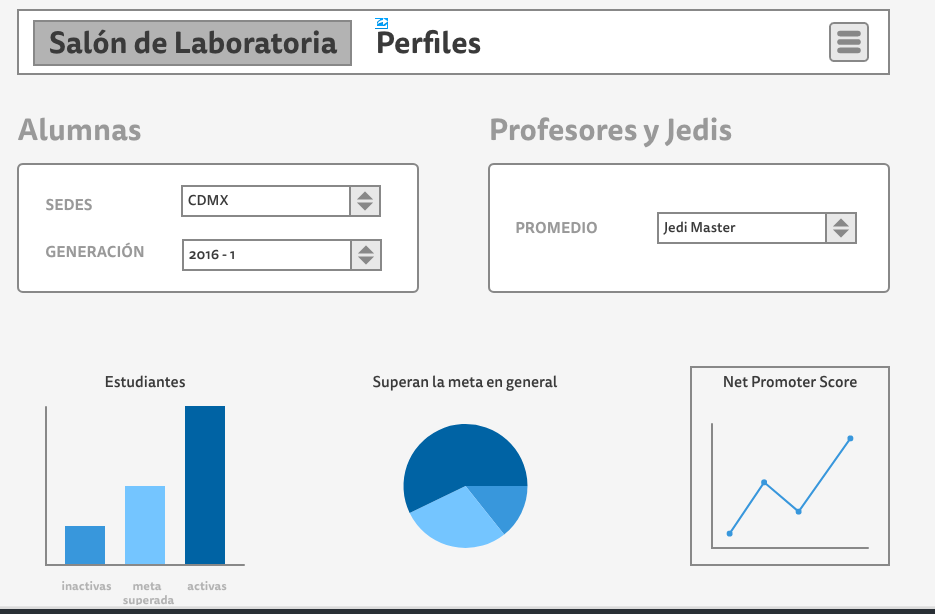 Salón de Laboratoria
Perfiles
Alumnas
Profesores y Jedis
SEDES
CDMX
GENERACIÓN
2016 - 1
PROMEDIO
Jedi Master
Estudiantes
Superan la meta en general
Net Promoter Score
inactivas
meta
superada
activas